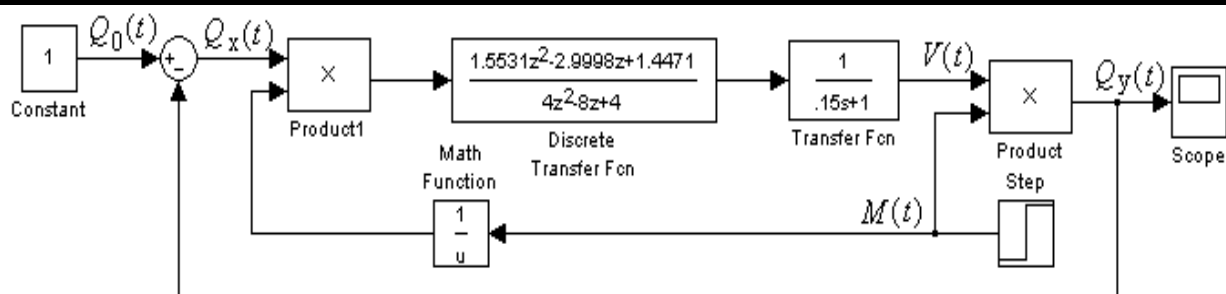 Q0(t)
Qx(t)
1
Constant
+
-
×
Product1
1.5531z2-2.9998z+1.4471
4z2-8z+4
Discrete
Transfer Fcn
1
.15s+1
Transfer Fcn
V(t)
×
Product
Qy(t)
Scope
Math
Function
1
u
M(t)
Step